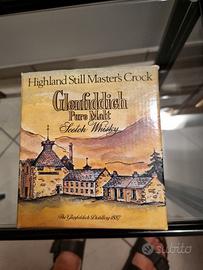 Highland Still Master's Crock
Glenfiddich
Pure Malt
Scotch Whisky
The Glenfiddich Distillery 1887
subito